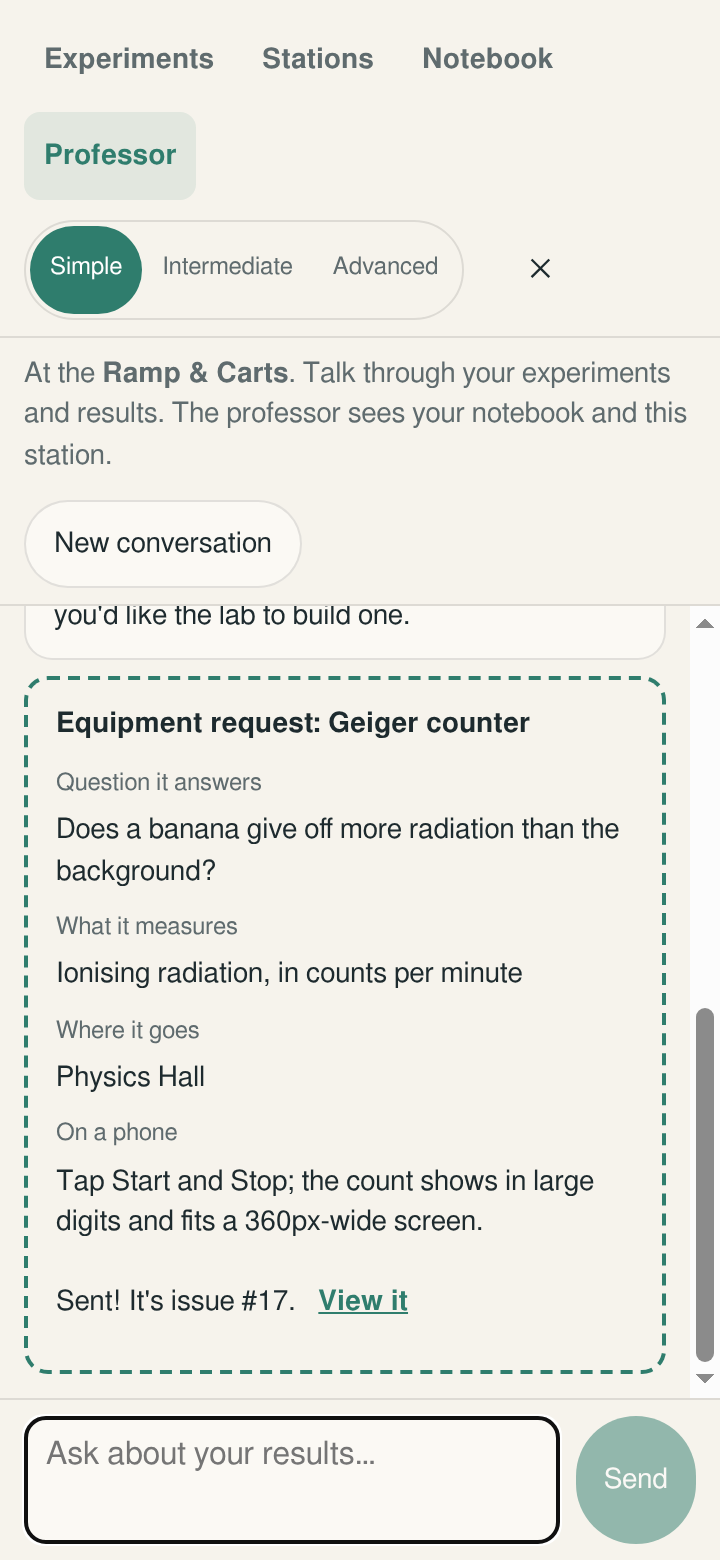 Experiments Stations Notebook
Professor
Simple Intermediate Advanced
At the Ramp & Carts. Talk through your experiments
and results. The professor sees your notebook and this
station.
New conversation
you'd like the lab to build one.
Equipment request: Geiger counter
Question it answers
Does a banana give off more radiation than the
background?
What it measures
Ionising radiation, in counts per minute
Where it goes
Physics Hall
On a phone
Tap Start and Stop; the count shows in large
digits and fits a 360px-wide screen.
Sent! It's issue #17. View it
Ask about your results...
Send